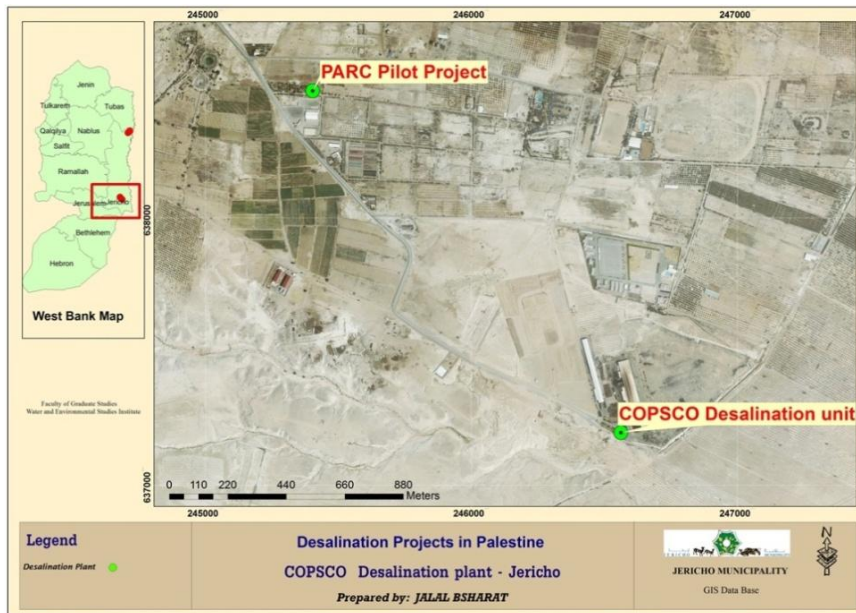 245000
246000
247000
PARC Pilot Project
Jenin
Tulkarem
Tubas
Qalqilya
Nablus
Salfit
Ramallah
Jerusalem
Jericho
Bethlehem
Hebron
West Bank Map
638000
Faculty of Graduate Studies
Water and Environmental Studies Institute
COPSCO Desalination unit
637000
0 110 220 440 660 880
Meters
245000
246000
247000
Legend
Desalination Plant
Desalination Projects in Palestine
COPSCO Desalination plant - Jericho
Prepared by: JALAL BSHARAT
JERICHO
JERICHO MUNICIPALITY
GIS Data Base
N